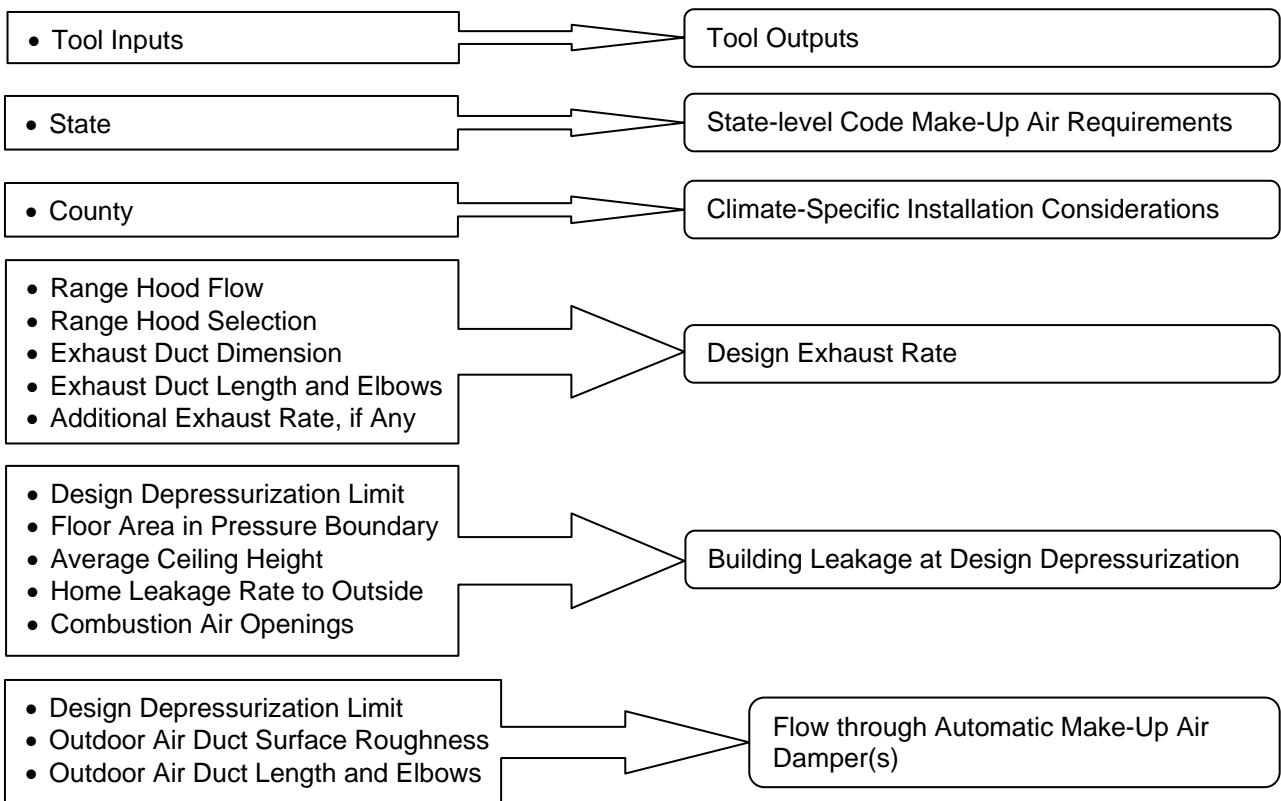 • Tool Inputs
Tool Outputs
• State
State-level Code Make-Up Air Requirements
• County
Climate-Specific Installation Considerations
• Range Hood Flow
• Range Hood Selection
• Exhaust Duct Dimension
• Exhaust Duct Length and Elbows
• Additional Exhaust Rate, if Any
Design Exhaust Rate
• Design Depressurization Limit
• Floor Area in Pressure Boundary
• Average Ceiling Height
• Home Leakage Rate to Outside
• Combustion Air Openings
Building Leakage at Design Depressurization
• Design Depressurization Limit
• Outdoor Air Duct Surface Roughness
• Outdoor Air Duct Length and Elbows
Flow through Automatic Make-Up Air
Damper(s)